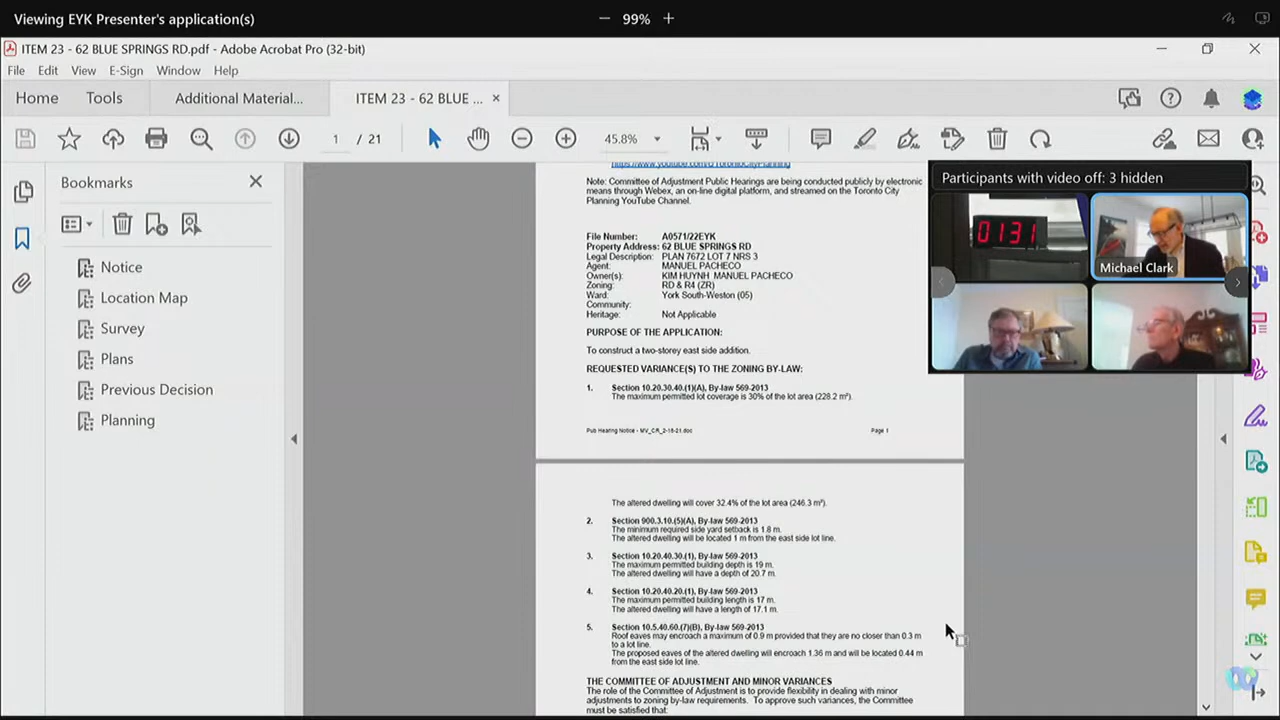 Viewing EYK Presenter's application(s)
99%
ITEM 23 - 62 BLUE SPRINGS RD.pdf - Adobe Acrobat Pro (32-bit)
File Edit View E-Sign Window Help
Home Tools Additional Material... ITEM 23 - 62 BLUE ...
1 / 21 45.8%
Bookmarks
Notice
Location Map
Survey
Plans
Previous Decision
Planning
https://www.youtube.com/c/TorontoCityPlanning
Note: Committee of Adjustment Public Hearings are being conducted publicly by electronic
means through Webex, an on-line digital platform, and streamed on the Toronto City
Planning YouTube Channel.
File Number: A0571/22EYK
Property Address: 62 BLUE SPRINGS RD
Legal Description: PLAN 7672 LOT 7 NRS 3
Agent: MANUEL PACHECO
Owner(s): KIM HUYNH MANUEL PACHECO
Zoning: RD & R4 (ZR)
Ward: York South-Weston (05)
Community:
Heritage: Not Applicable
PURPOSE OF THE APPLICATION:
To construct a two-storey east side addition.
REQUESTED VARIANCE(S) TO THE ZONING BY-LAW:
1. Section 10.20.30.40.(1)(A), By-law 569-2013
The maximum permitted lot coverage is 30% of the lot area (228.2 m²).
Pub Hearing Notice - MV_CR_2-18-21.doc Page 1
The altered dwelling will cover 32.4% of the lot area (246.3 m²).
2. Section 900.3.10.(5)(A), By-law 569-2013
The minimum required side yard setback is 1.8 m.
The altered dwelling will be located 1 m from the east side lot line.
3. Section 10.20.40.30.(1), By-law 569-2013
The maximum permitted building depth is 19 m.
The altered dwelling will have a depth of 20.7 m.
4. Section 10.20.40.20.(1), By-law 569-2013
The maximum permitted building length is 17 m.
The altered dwelling will have a length of 17.1 m.
5. Section 10.5.40.60.(7)(B), By-law 569-2013
Roof eaves may encroach a maximum of 0.9 m provided that they are no closer than 0.3 m
to a lot line.
The proposed eaves of the altered dwelling will encroach 1.36 m and will be located 0.44 m
from the east side lot line.
THE COMMITTEE OF ADJUSTMENT AND MINOR VARIANCES
The role of the Committee of Adjustment is to provide flexibility in dealing with minor
adjustments to zoning by-law requirements. To approve such variances, the Committee
must be satisfied that:
Participants with video off: 3 hidden
0131
Michael Clark